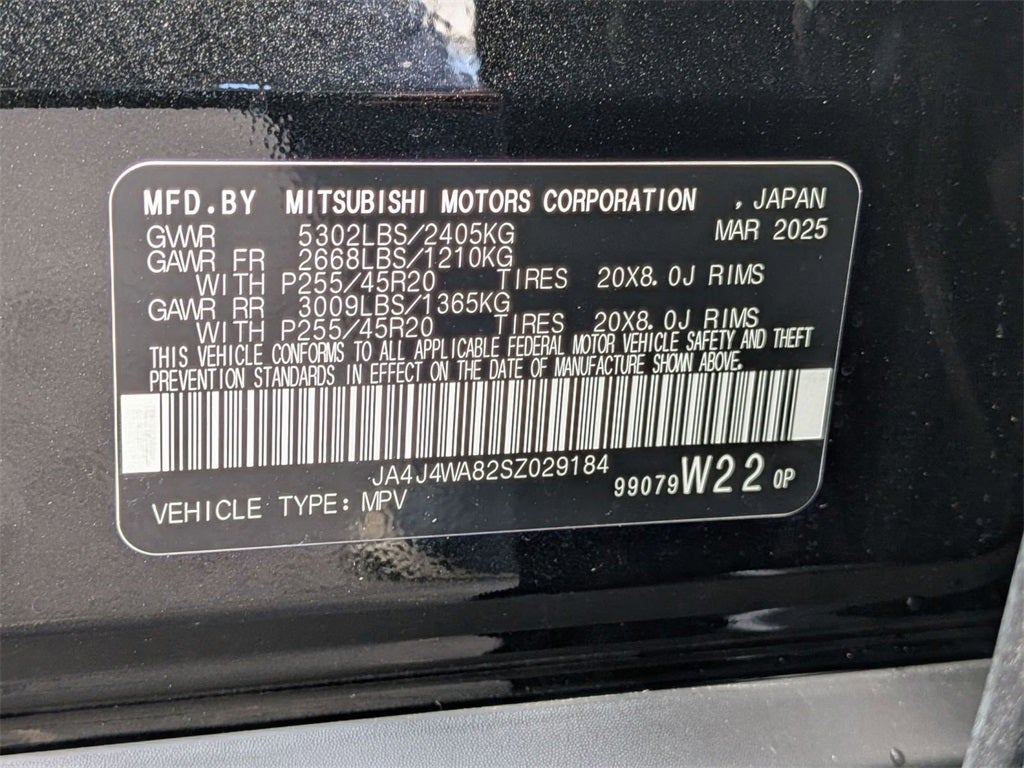 MFD.BY MITSUBISHI MOTORS CORPORATION , JAPAN
GVWR 5302LBS/2405KG MAR 2025
GAWR FR 2668LBS/1210KG
WITH P255/45R20 TIRES 20X8.0J RIMS
GAWR RR 3009LBS/1365KG
WITH P255/45R20 TIRES 20X8.0J RIMS
THIS VEHICLE CONFORMS TO ALL APPLICABLE FEDERAL MOTOR VEHICLE SAFETY AND THEFT
PREVENTION STANDARDS IN EFFECT ON THE DATE OF MANUFACTURE SHOWN ABOVE.
JA4J4WA82SZ029184
99079W22 0P
VEHICLE TYPE: MPV